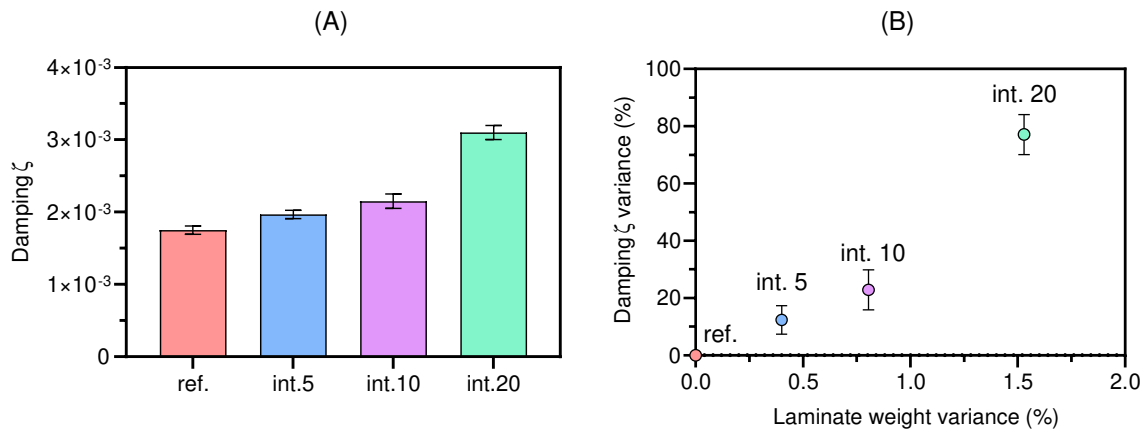 (A)
Damping ζ
4×10⁻³
3×10⁻³
2×10⁻³
1×10⁻³
0
ref.
int.5
int.10
int.20
(B)
Damping ζ variance (%)
100
80
60
40
20
0
int. 20
int. 10
int. 5
ref.
0.0
0.5
1.0
1.5
2.0
Laminate weight variance (%)